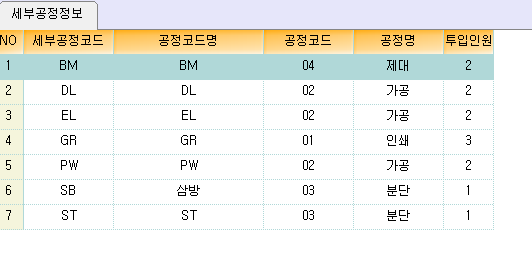 세부공정정보
NO 세부공정코드 공정코드명 공정코드 공정명 투입인원
1 BM BM 04 제대 2
2 DL DL 02 가공 2
3 EL EL 02 가공 2
4 GR GR 01 인쇄 3
5 PW PW 02 가공 2
6 SB 삼방 03 분단 1
7 ST ST 03 분단 1